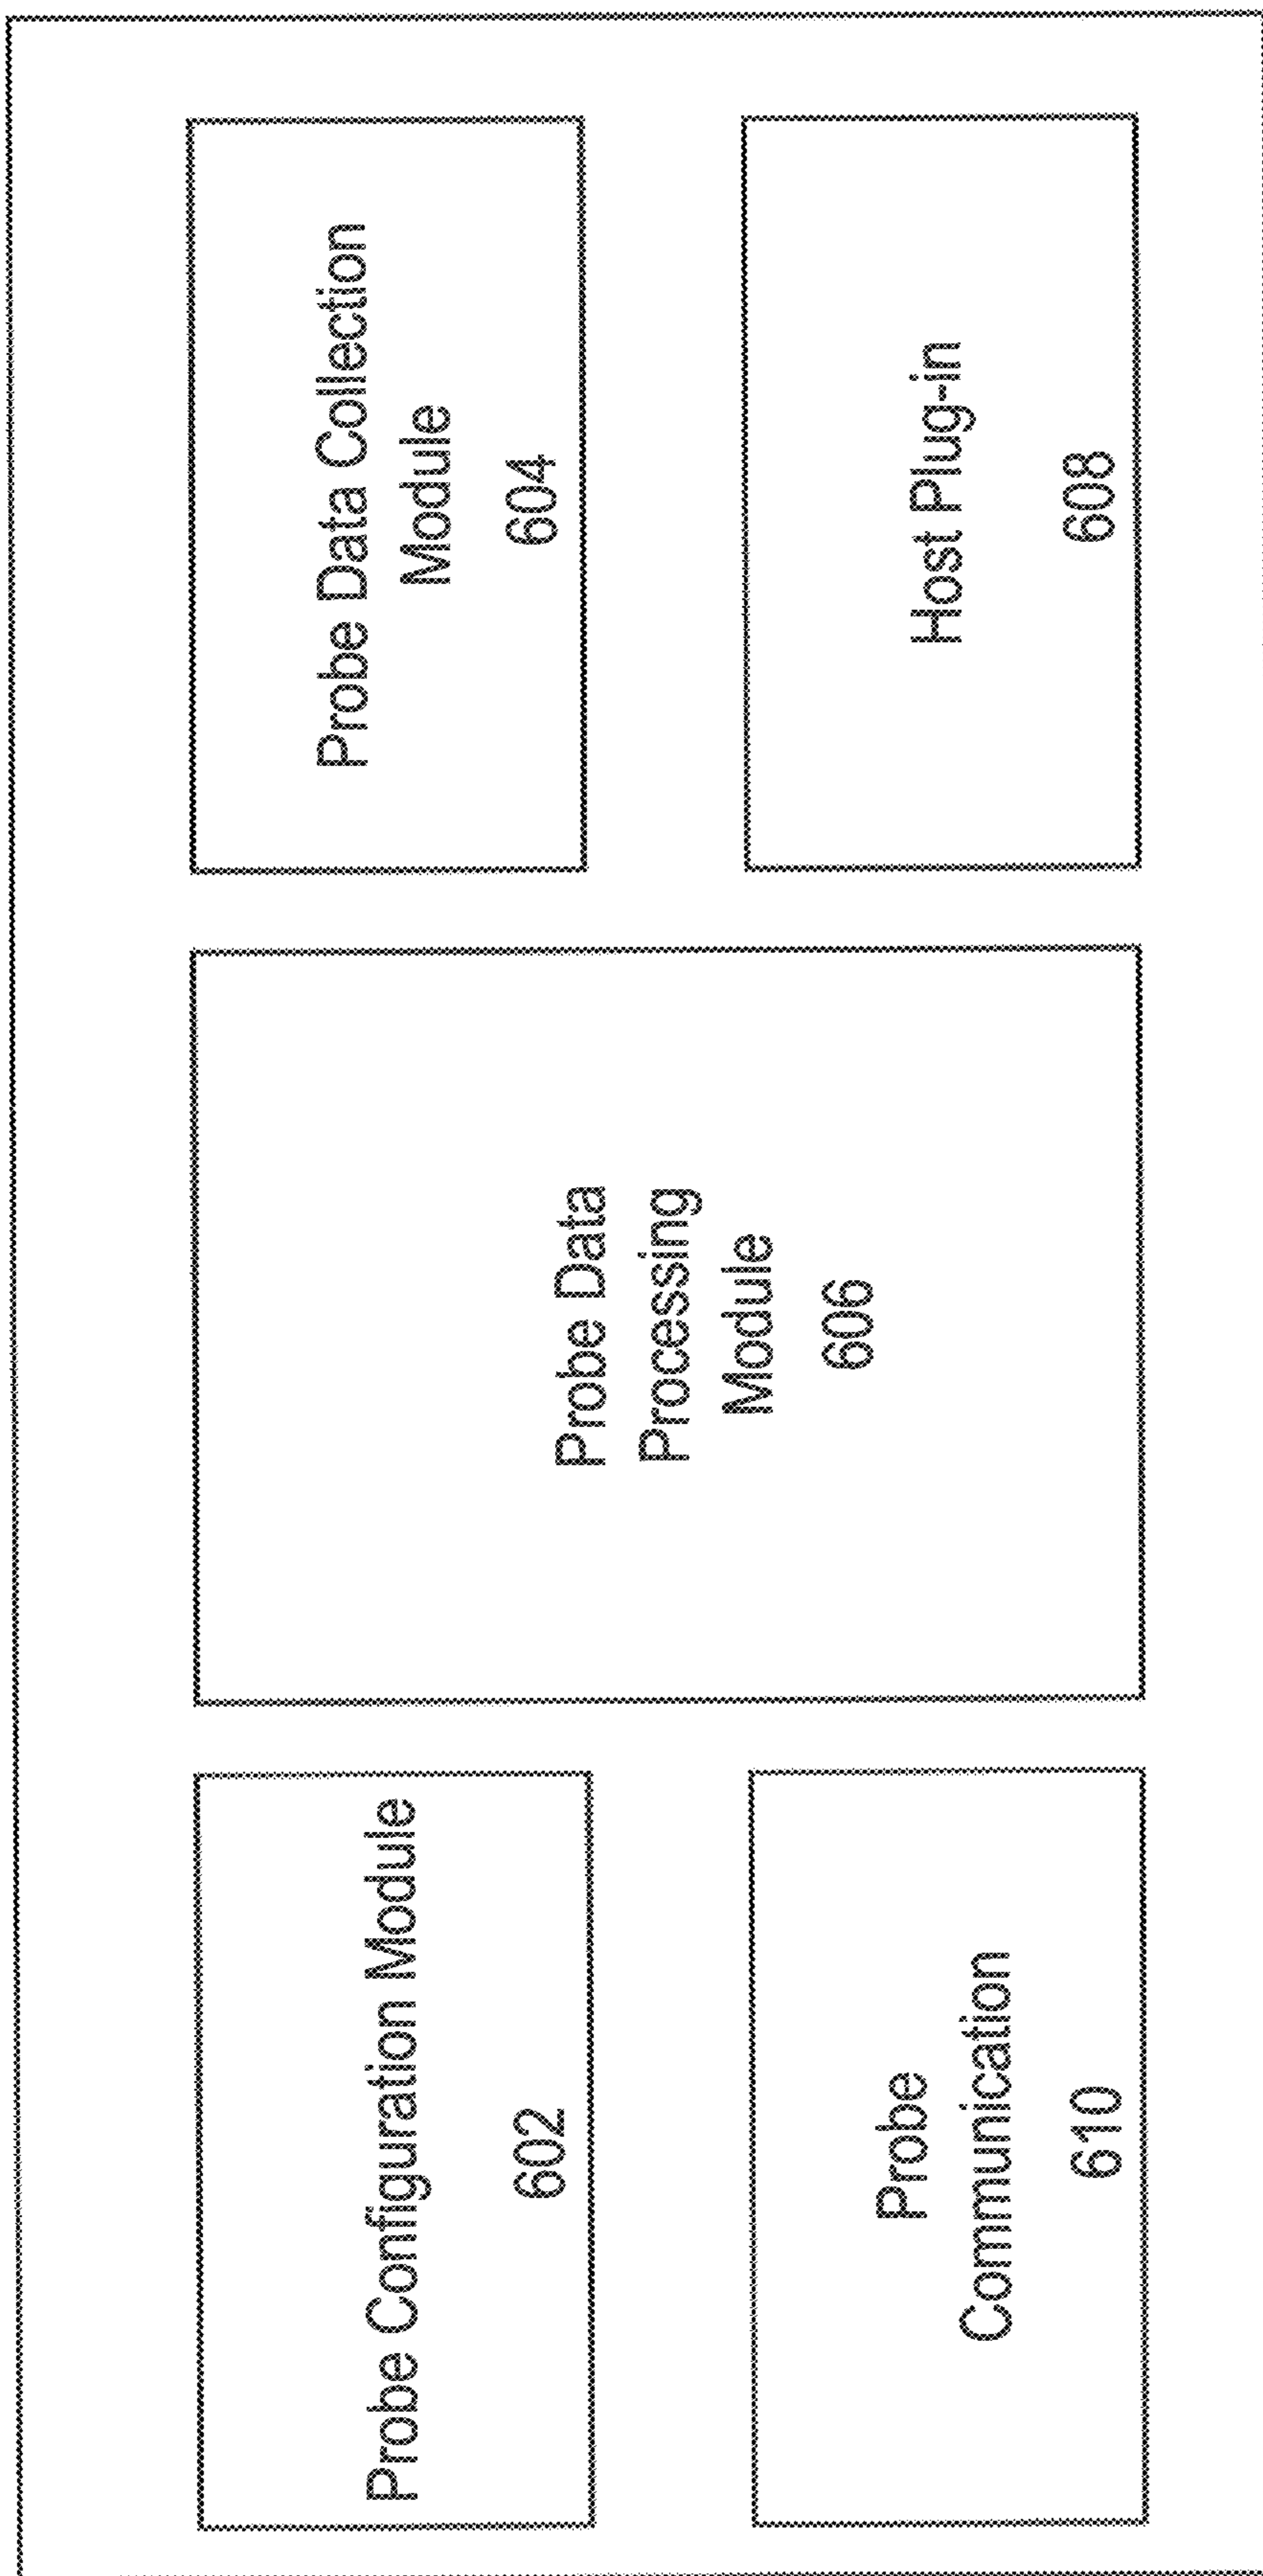 Probe Configuration Module
602
Probe
Communication
610
Probe Data
Processing
Module
606
Probe Data Collection
Module
604
Host Plug-in
608